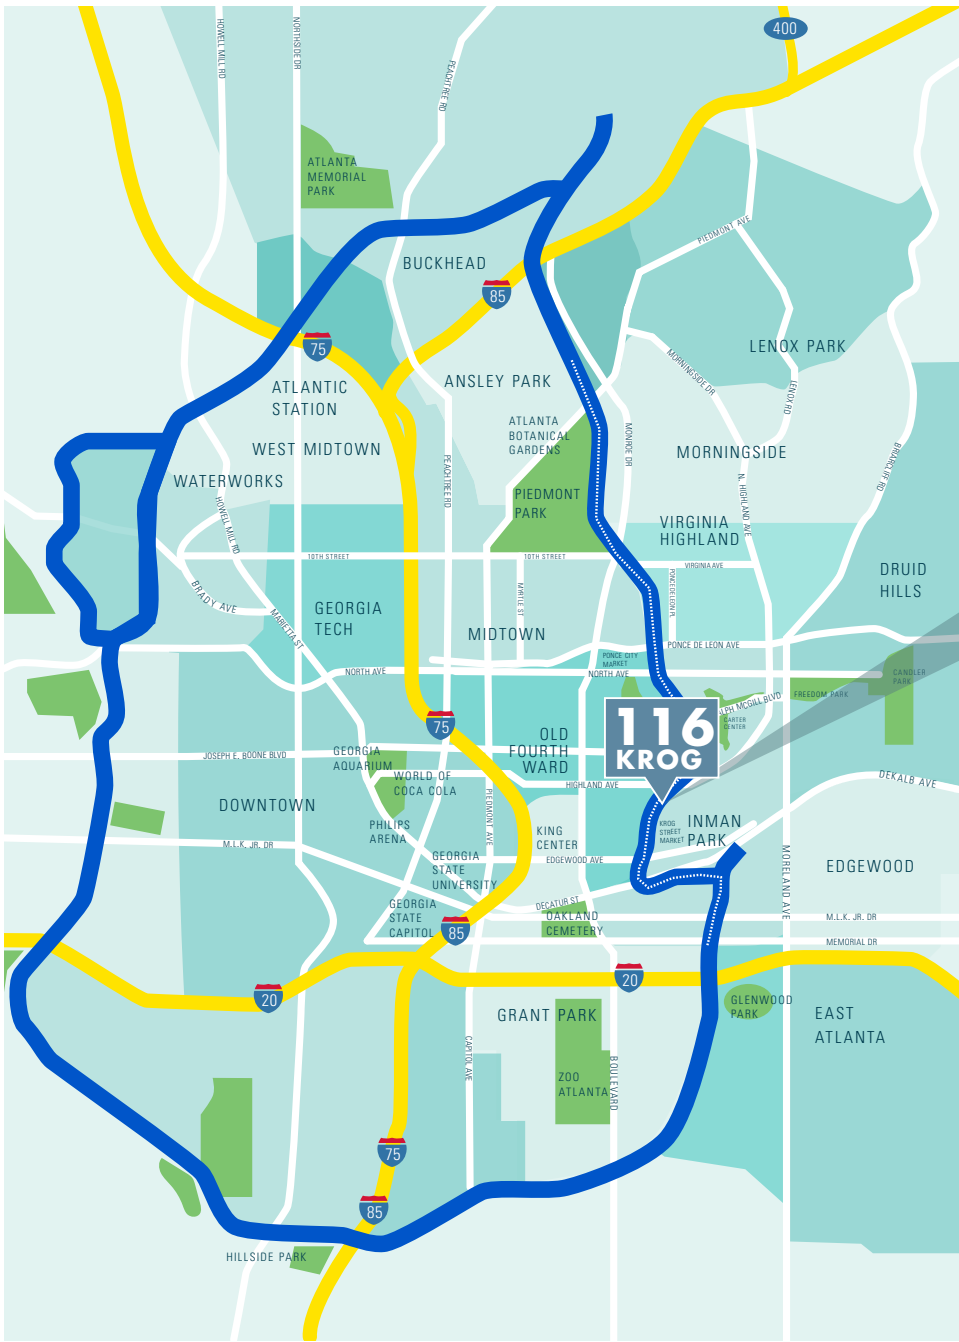 400
HOWELL MILL RD
NORTHSIDE DR
PEACHTREE RD
ATLANTA
MEMORIAL
PARK
PIEDMONT AVE
BUCKHEAD
85
75
LENOX PARK
MORNINGSIDE DR
LENOX RD
ATLANTIC
STATION
ANSLEY PARK
ATLANTA
BOTANICAL
GARDENS
MONROE DR
WEST MIDTOWN
MORNINGSIDE
BRIARCLIFF RD
WATERWORKS
PEACHTREE RD
N. HIGHLAND AVE
PIEDMONT
PARK
HOWELL MILL RD
VIRGINIA
HIGHLAND
10TH STREET
10TH STREET
VIRGINIA AVE
DRUID
HILLS
BRADY AVE
MARIETTA ST
GEORGIA
TECH
MYRTLE ST
PONCE DE LEON PL
MIDTOWN
PONCE DE LEON AVE
PONCE CITY
MARKET
NORTH AVE
NORTH AVE
CANDLER
PARK
FREEDOM PARK
RALPH MCGILL BLVD
CARTER
CENTER
116
KROG
75
OLD
FOURTH
WARD
JOSEPH E. BOONE BLVD
GEORGIA
AQUARIUM
WORLD OF
COCA COLA
HIGHLAND AVE
DEKALB AVE
DOWNTOWN
PHILIPS
ARENA
PIEDMONT AVE
KING
CENTER
KROG
STREET
MARKET
INMAN
PARK
M.L.K. JR. DR
GEORGIA
STATE
UNIVERSITY
EDGEWOOD AVE
MORELAND AVE
EDGEWOOD
DECATUR ST
GEORGIA
STATE
CAPITOL
85
OAKLAND
CEMETERY
M.L.K. JR. DR
MEMORIAL DR
20
20
GRANT PARK
GLENWOOD
PARK
EAST
ATLANTA
CAPITOL AVE
BOULEVARD
ZOO
ATLANTA
75
85
HILLSIDE PARK